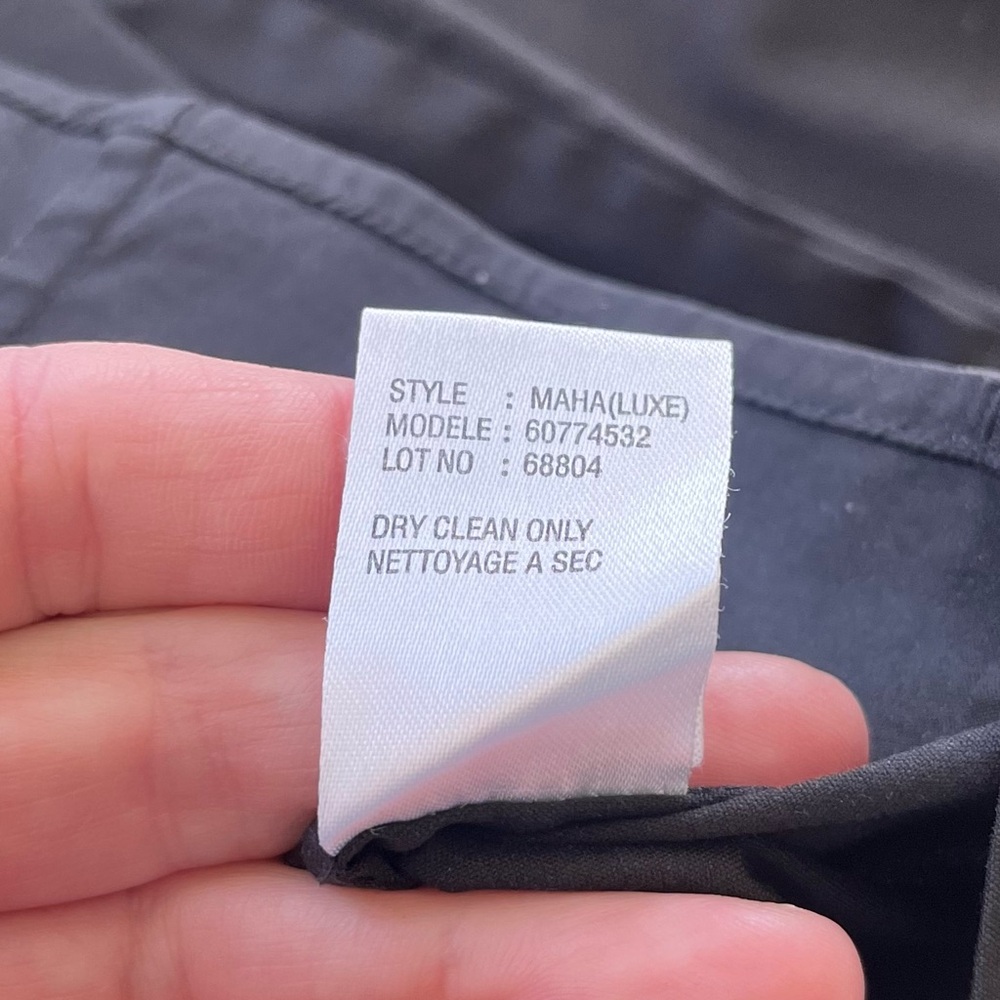 STYLE : MAHA(LUXE)
MODELE : 60774532
LOT NO : 68804
DRY CLEAN ONLY
NETTOYAGE A SEC